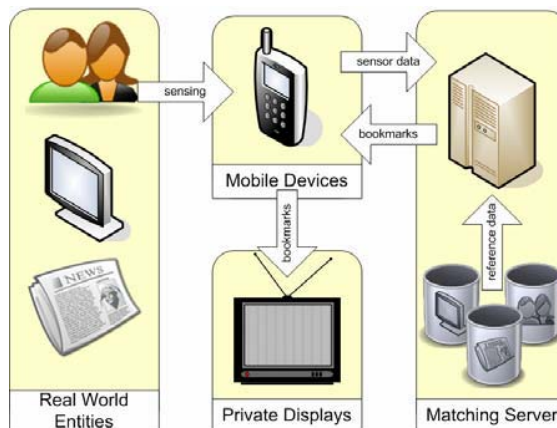 sensing
sensor data
bookmarks
Mobile Devices
bookmarks
reference data
NEWS
Real World
Entities
Private Displays
Matching Server